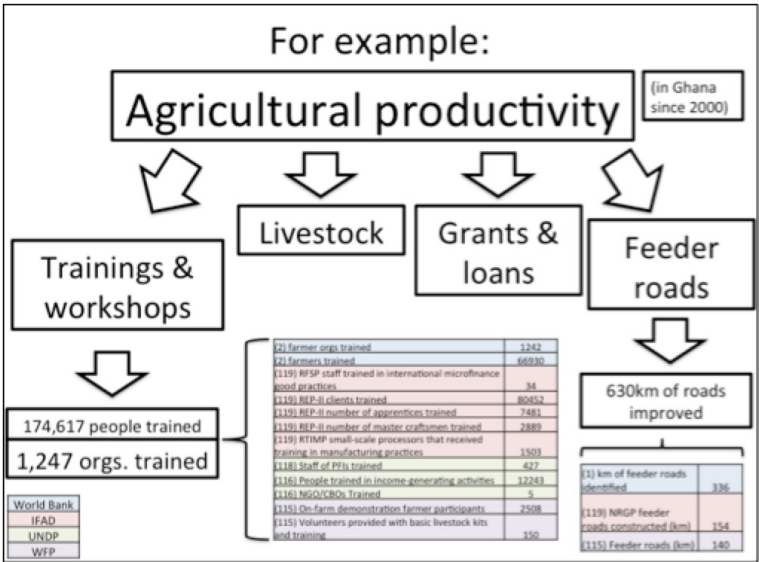 For example:
Agricultural productivity
(in Ghana
since 2000)
Trainings &
workshops
Livestock
Grants &
loans
Feeder
roads
174,617 people trained
1,247 orgs. trained
(2) farmer orgs trained 1242
(2) farmers trained 66930
(119) RFSP staff trained in international microfinance
good practices 34
(119) REP-II clients trained 80452
(119) REP-II number of apprentices trained 7481
(119) REP-II number of master craftsmen trained 2889
(119) RTIMP small-scale processors that received
training in manufacturing practices 1503
(118) Staff of PFIs trained 427
(116) People trained in income-generating activities 12243
(116) NGO/CBOs Trained 5
(115) On-farm demonstration farmer participants 2508
(115) Volunteers provided with basic livestock kits
and training 150
630km of roads
improved
(1) km of feeder roads
identified 336
(119) NRGP feeder
roads constructed (km) 154
(115) Feeder roads (km) 140
World Bank
IFAD
UNDP
WFP